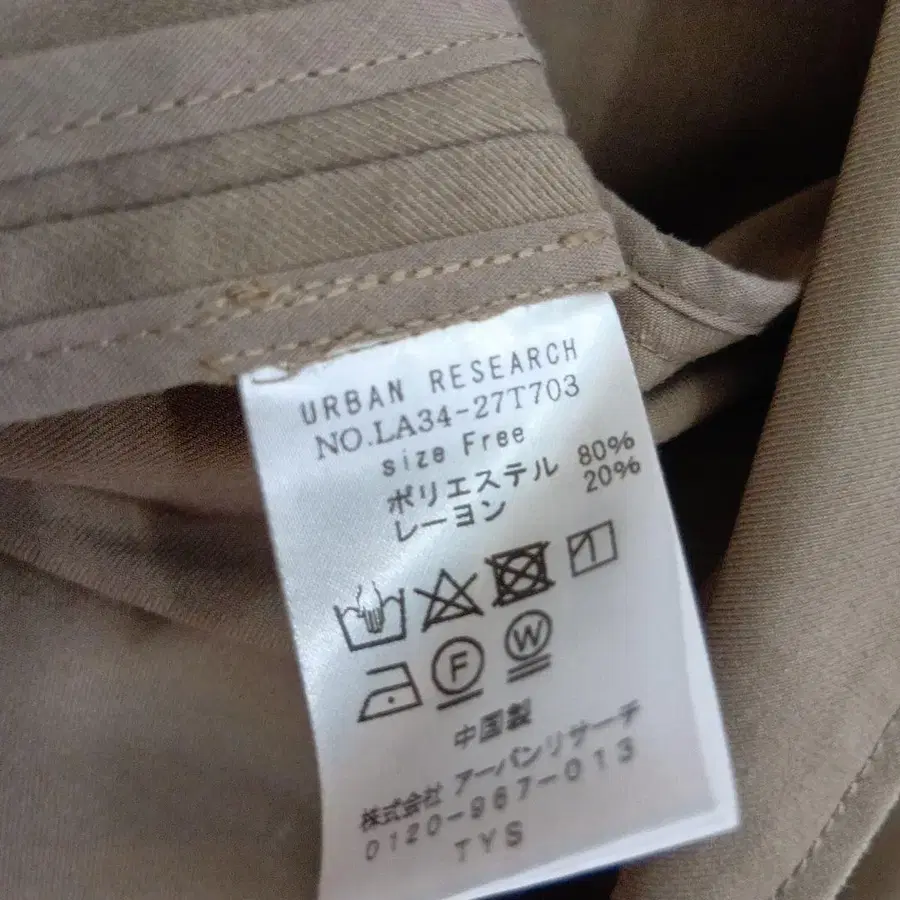 URBAN RESEARCH
NO.LA34-27T703
size Free
ポリエステル 80%
レーヨン 20%
F W
中国製
株式会社 アーバンリサーチ
0120-967-013
TYS